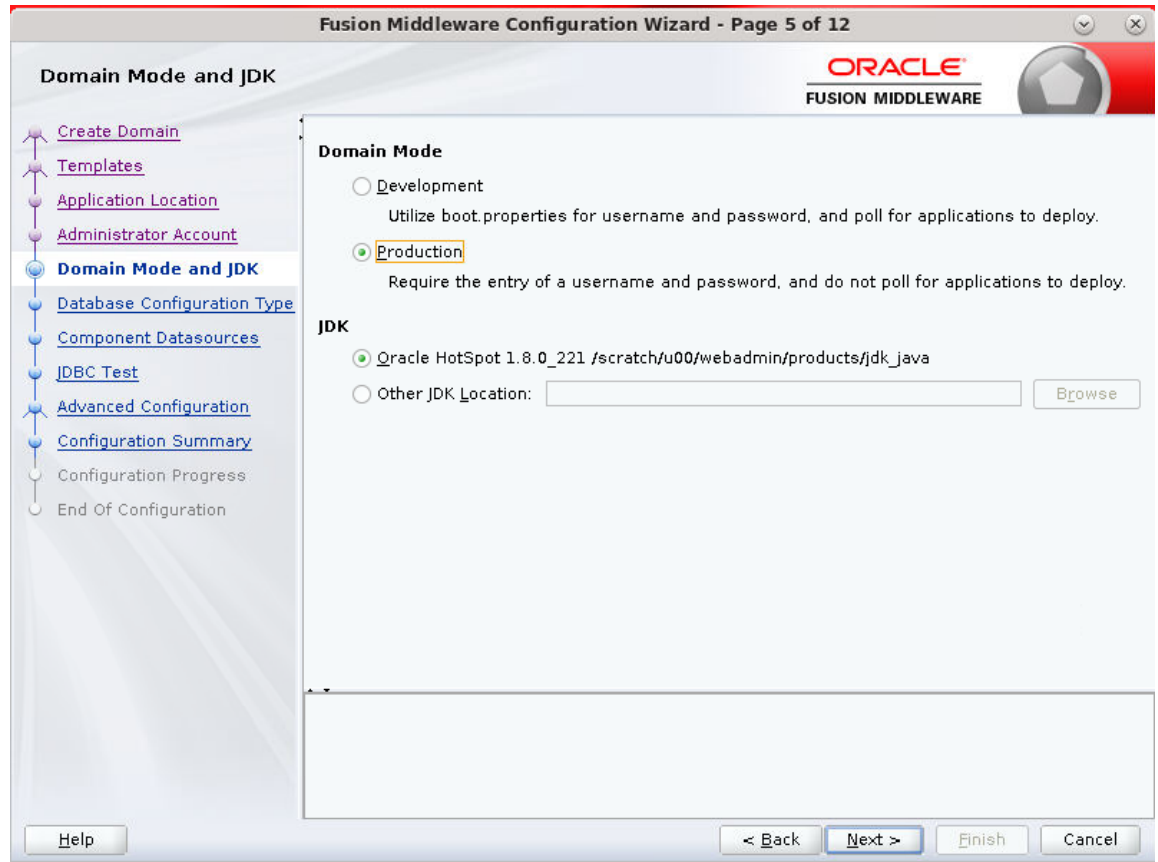 Fusion Middleware Configuration Wizard - Page 5 of 12
Domain Mode and JDK
ORACLE
FUSION MIDDLEWARE
Create Domain
Templates
Application Location
Administrator Account
Domain Mode and JDK
Database Configuration Type
Component Datasources
JDBC Test
Advanced Configuration
Configuration Summary
Configuration Progress
End Of Configuration
Domain Mode
Development
Utilize boot.properties for username and password, and poll for applications to deploy.
Production
Require the entry of a username and password, and do not poll for applications to deploy.
JDK
Oracle HotSpot 1.8.0_221 /scratch/u00/webadmin/products/jdk_java
Other JDK Location:
Browse
Help
< Back
Next >
Finish
Cancel